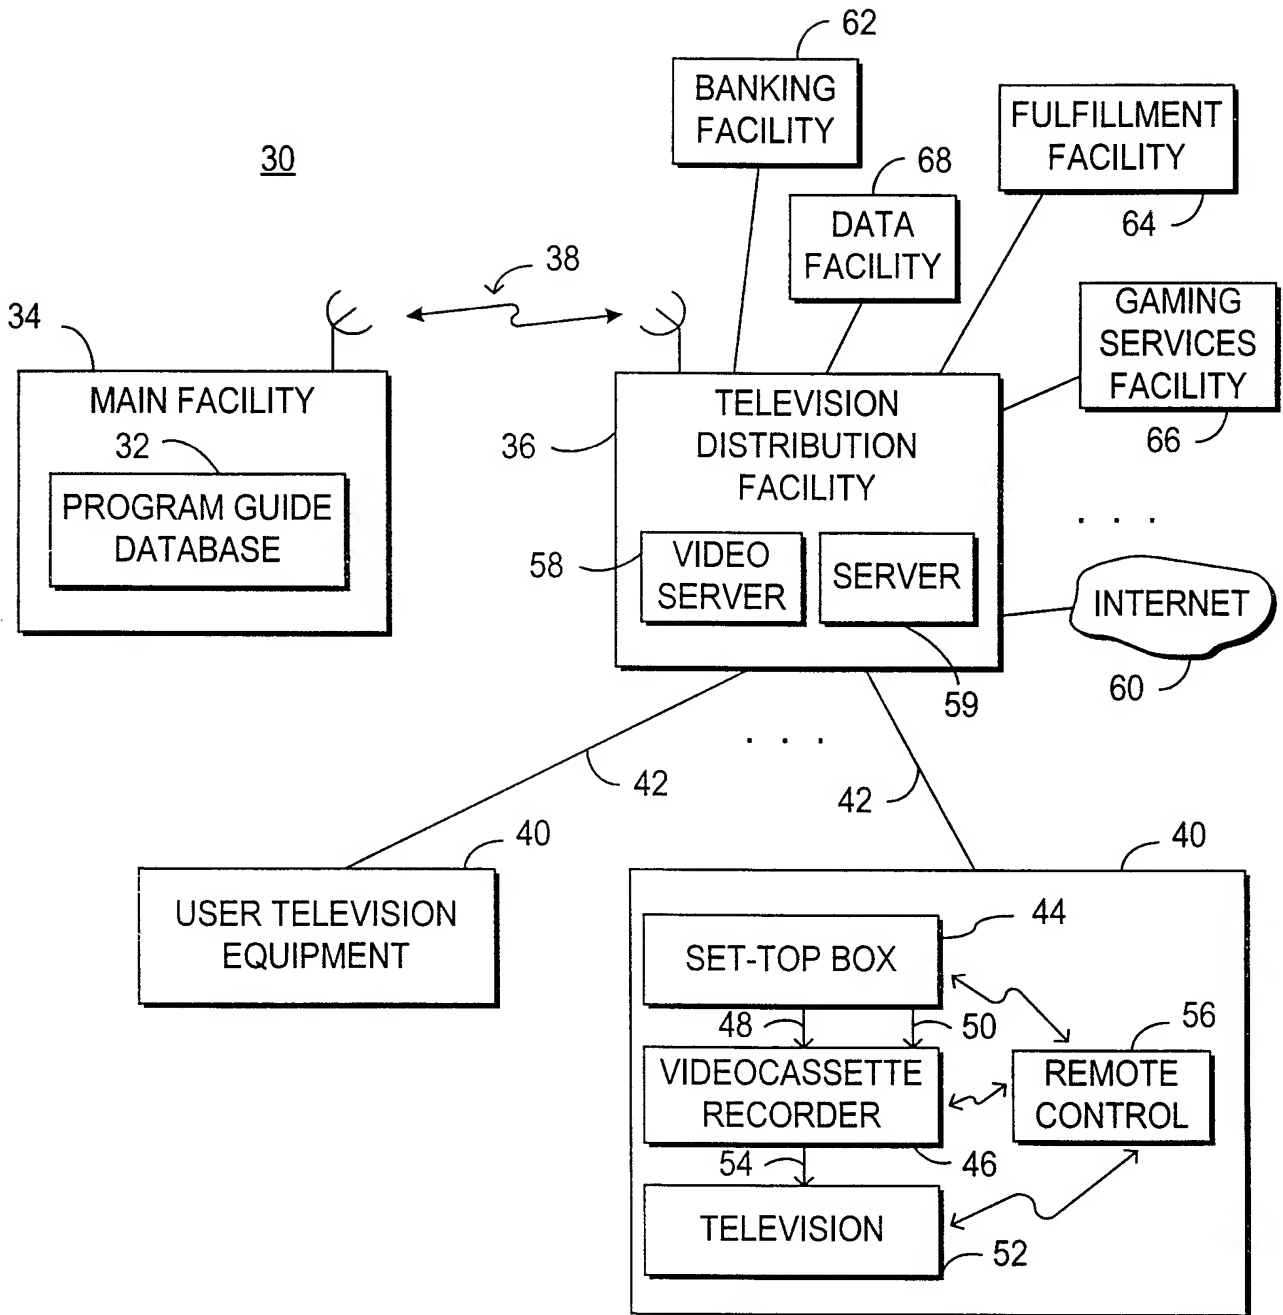 62
BANKING
FACILITY
FULFILLMENT
FACILITY
64
30
68
DATA
FACILITY
38
34
GAMING
SERVICES
FACILITY
66
MAIN FACILITY
32
PROGRAM GUIDE
DATABASE
36
TELEVISION
DISTRIBUTION
FACILITY
58
VIDEO
SERVER
SERVER
59
. . .
INTERNET
60
. . .
42
42
40
USER TELEVISION
EQUIPMENT
40
44
SET-TOP BOX
48
50
56
VIDEOCASSETTE
RECORDER
REMOTE
CONTROL
54
46
TELEVISION
52